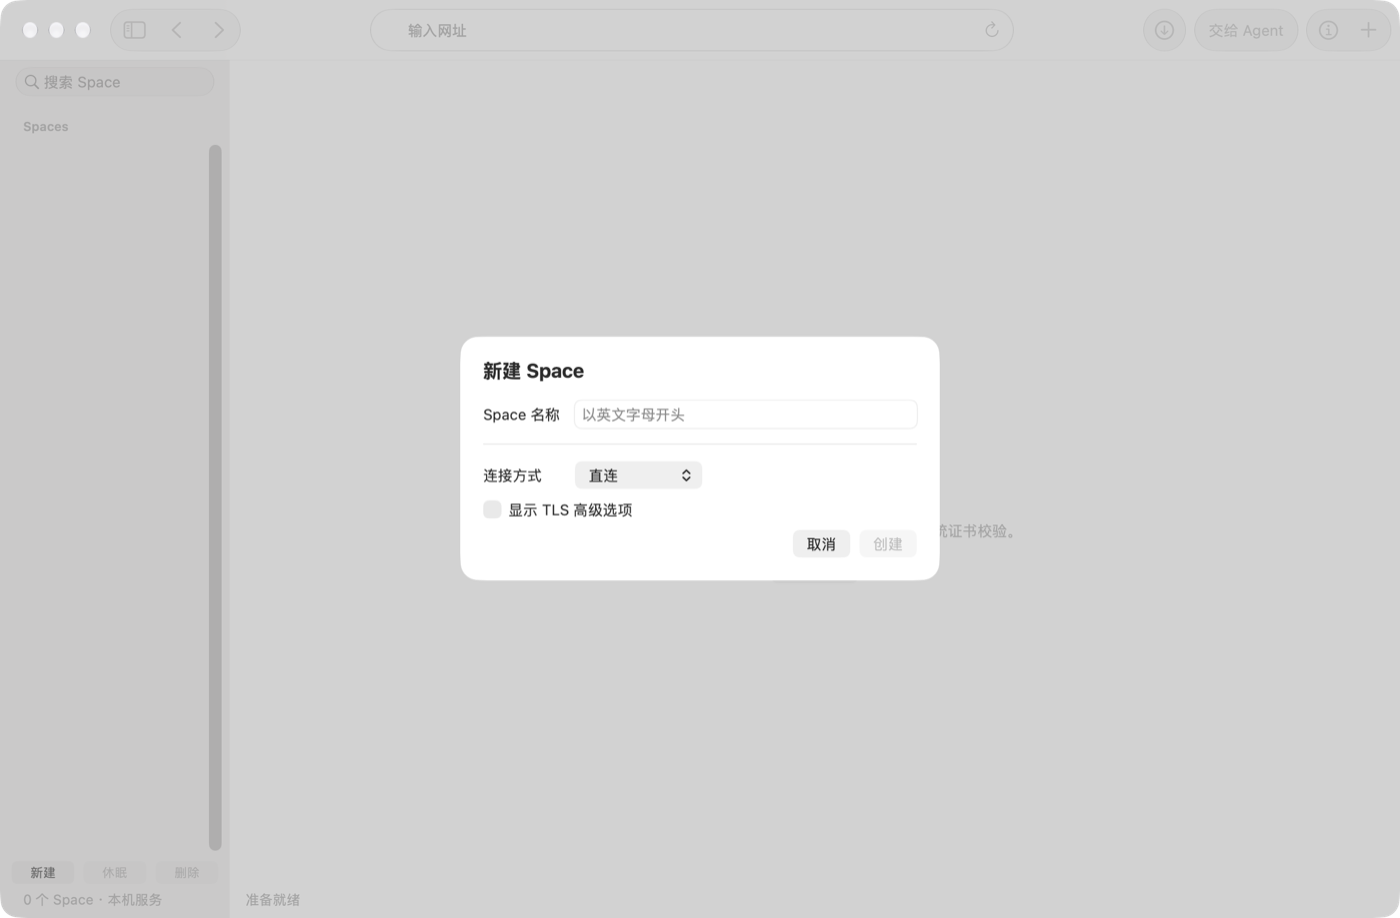 输入网址
交给 Agent
搜索 Space
Spaces
新建 Space
Space 名称
以英文字母开头
连接方式
直连
显示 TLS 高级选项
取消
创建
证书校验。
新建
休眠
删除
0 个 Space · 本机服务
准备就绪